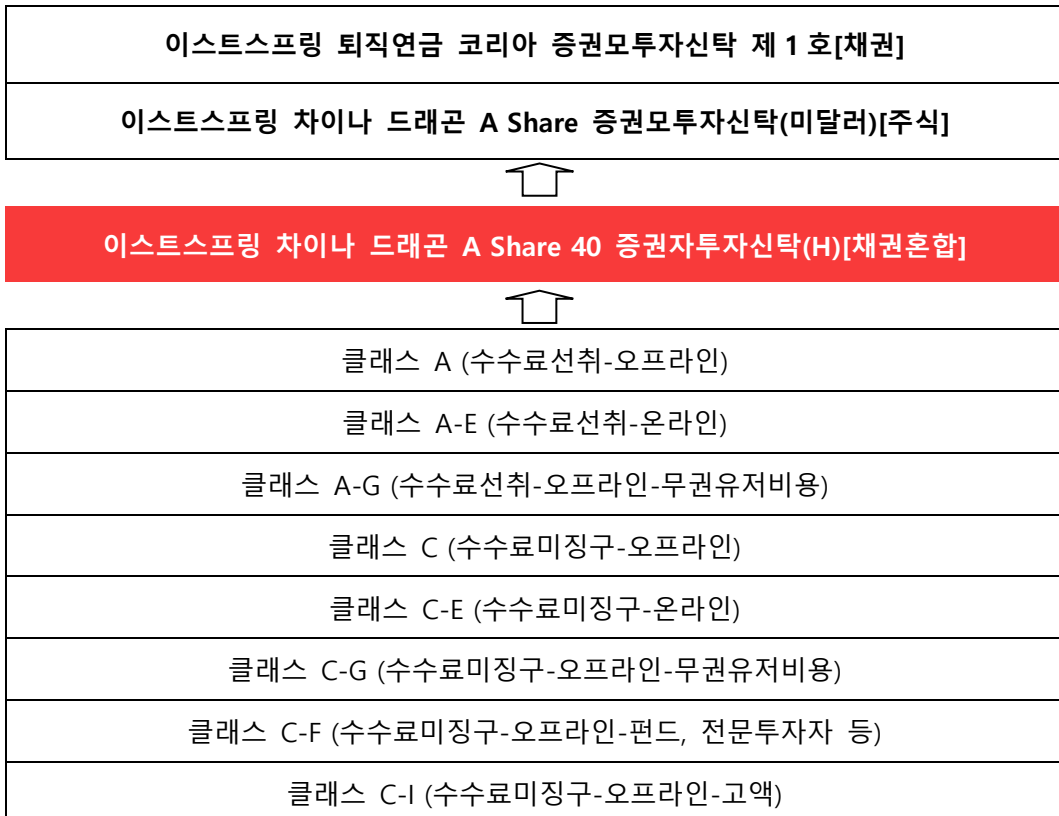 이스트스프링 퇴직연금 코리아 증권모투자신탁 제 1 호[채권]
이스트스프링 차이나 드래곤 A Share 증권모투자신탁(미달러)[주식]
이스트스프링 차이나 드래곤 A Share 40 증권자투자신탁(H)[채권혼합]
클래스 A (수수료선취-오프라인)
클래스 A-E (수수료선취-온라인)
클래스 A-G (수수료선취-오프라인-무권유저비용)
클래스 C (수수료미징구-오프라인)
클래스 C-E (수수료미징구-온라인)
클래스 C-G (수수료미징구-오프라인-무권유저비용)
클래스 C-F (수수료미징구-오프라인-펀드, 전문투자자 등)
클래스 C-I (수수료미징구-오프라인-고액)